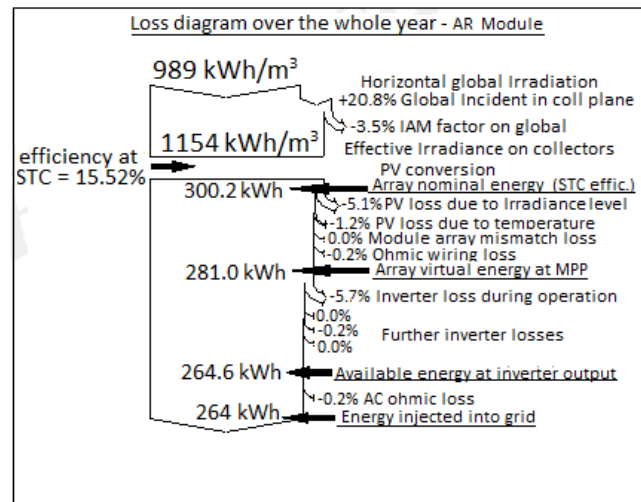 Loss diagram over the whole year - AR Module
989 kWh/m³
Horizontal global Irradiation
+20.8% Global Incident in coll plane
-3.5% IAM factor on global
1154 kWh/m³
Effective Irradiance on collectors
efficiency at
STC = 15.52%
PV conversion
300.2 kWh
Array nominal energy (STC effic.)
-5.1% PV loss due to Irradiance level
-1.2% PV loss due to temperature
0.0% Module array mismatch loss
-0.2% Ohmic wiring loss
281.0 kWh
Array virtual energy at MPP
-5.7% Inverter loss during operation
0.0%
-0.2% Further inverter losses
0.0%
264.6 kWh
Available energy at inverter output
-0.2% AC ohmic loss
264 kWh
Energy injected into grid